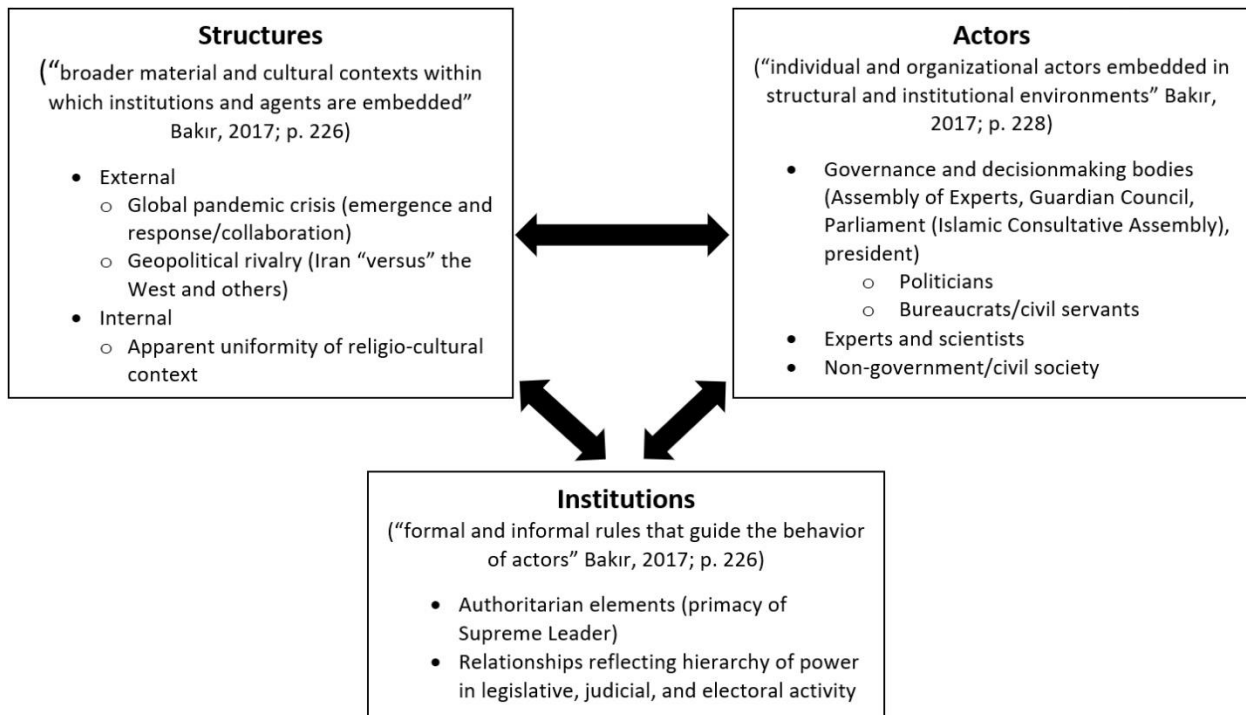 Structures
(“broader material and cultural contexts within
which institutions and agents are embedded”
Bakır, 2017; p. 226)
• External
o Global pandemic crisis (emergence and
response/collaboration)
o Geopolitical rivalry (Iran “versus” the
West and others)
• Internal
o Apparent uniformity of religio-cultural
context
Actors
(“individual and organizational actors embedded in
structural and institutional environments” Bakır,
2017; p. 228)
• Governance and decisionmaking bodies
(Assembly of Experts, Guardian Council,
Parliament (Islamic Consultative Assembly),
president)
o Politicians
o Bureaucrats/civil servants
• Experts and scientists
• Non-government/civil society
Institutions
(“formal and informal rules that guide the behavior
of actors” Bakır, 2017; p. 226)
• Authoritarian elements (primacy of
Supreme Leader)
• Relationships reflecting hierarchy of power
in legislative, judicial, and electoral activity